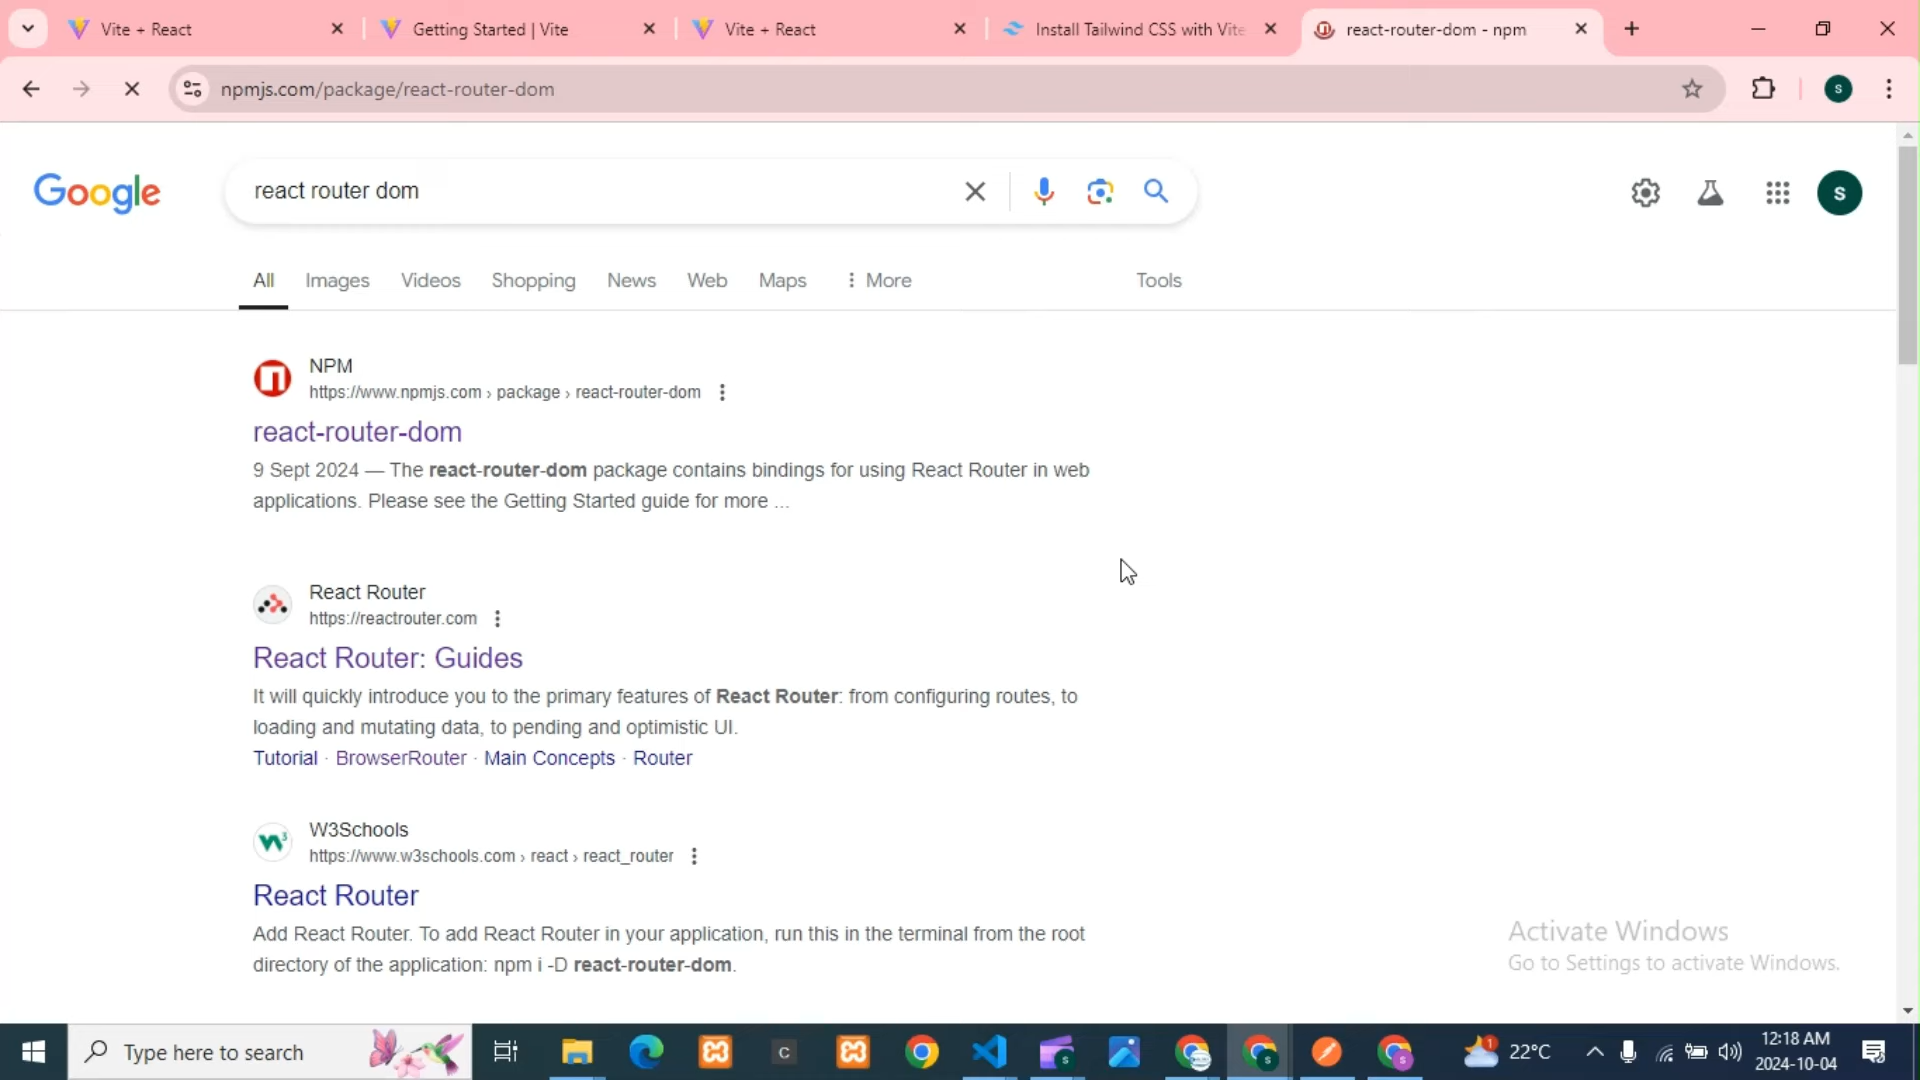 Vite + React
Getting Started | Vite
Vite + React
Install Tailwind CSS with Vite
react-router-dom - npm
npmjs.com/package/react-router-dom
S
Google
react router dom
S
All
Images
Videos
Shopping
News
Web
Maps
More
Tools
NPM
https://www.npmjs.com › package › react-router-dom
react-router-dom
9 Sept 2024 — The react-router-dom package contains bindings for using React Router in web
applications. Please see the Getting Started guide for more ...
React Router
https://reactrouter.com
React Router: Guides
It will quickly introduce you to the primary features of React Router: from configuring routes, to
loading and mutating data, to pending and optimistic UI.
Tutorial · BrowserRouter · Main Concepts · Router
W3Schools
https://www.w3schools.com › react › react_router
React Router
Add React Router. To add React Router in your application, run this in the terminal from the root
directory of the application: npm i -D react-router-dom.
Activate Windows
Go to Settings to activate Windows.
Type here to search
22°C
12:18 AM
2024-10-04